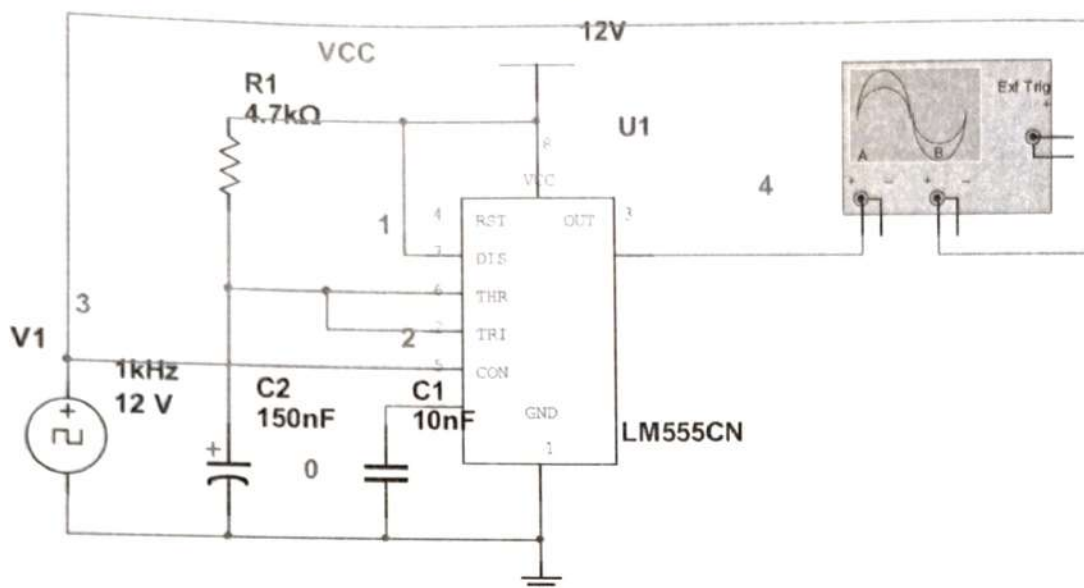 12V
VCC
R1
4.7kΩ
Ext Trig
+
U1
8
VCC
A
B
+
–
+
–
4
4
RST
OUT
3
1
7
DIS
6
THR
3
2
TRI
2
V1
5
CON
1kHz
12 V
C2
150nF
C1
10nF
GND
LM555CN
+
+
0
1